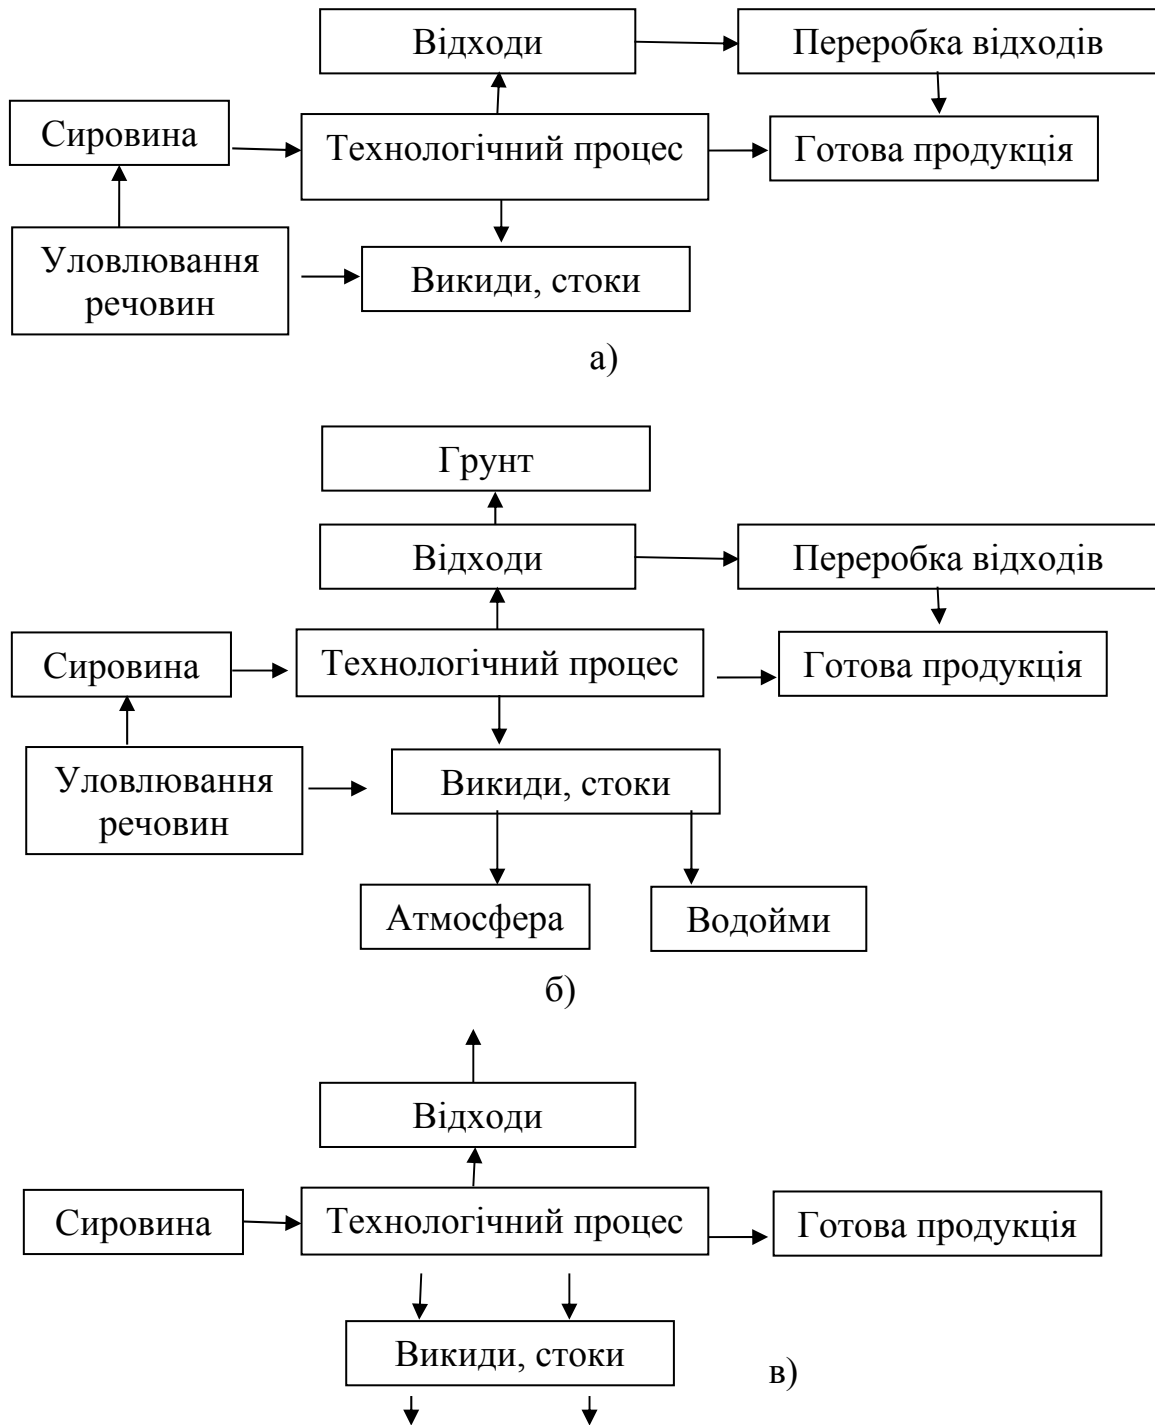 Відходи
Переробка відходів
Сировина
Технологічний процес
Готова продукція
Уловлювання
речовин
Викиди, стоки
а)
Грунт
Відходи
Переробка відходів
Сировина
Технологічний процес
Готова продукція
Уловлювання
речовин
Викиди, стоки
Атмосфера
Водойми
б)
Відходи
Сировина
Технологічний процес
Готова продукція
Викиди, стоки
в)